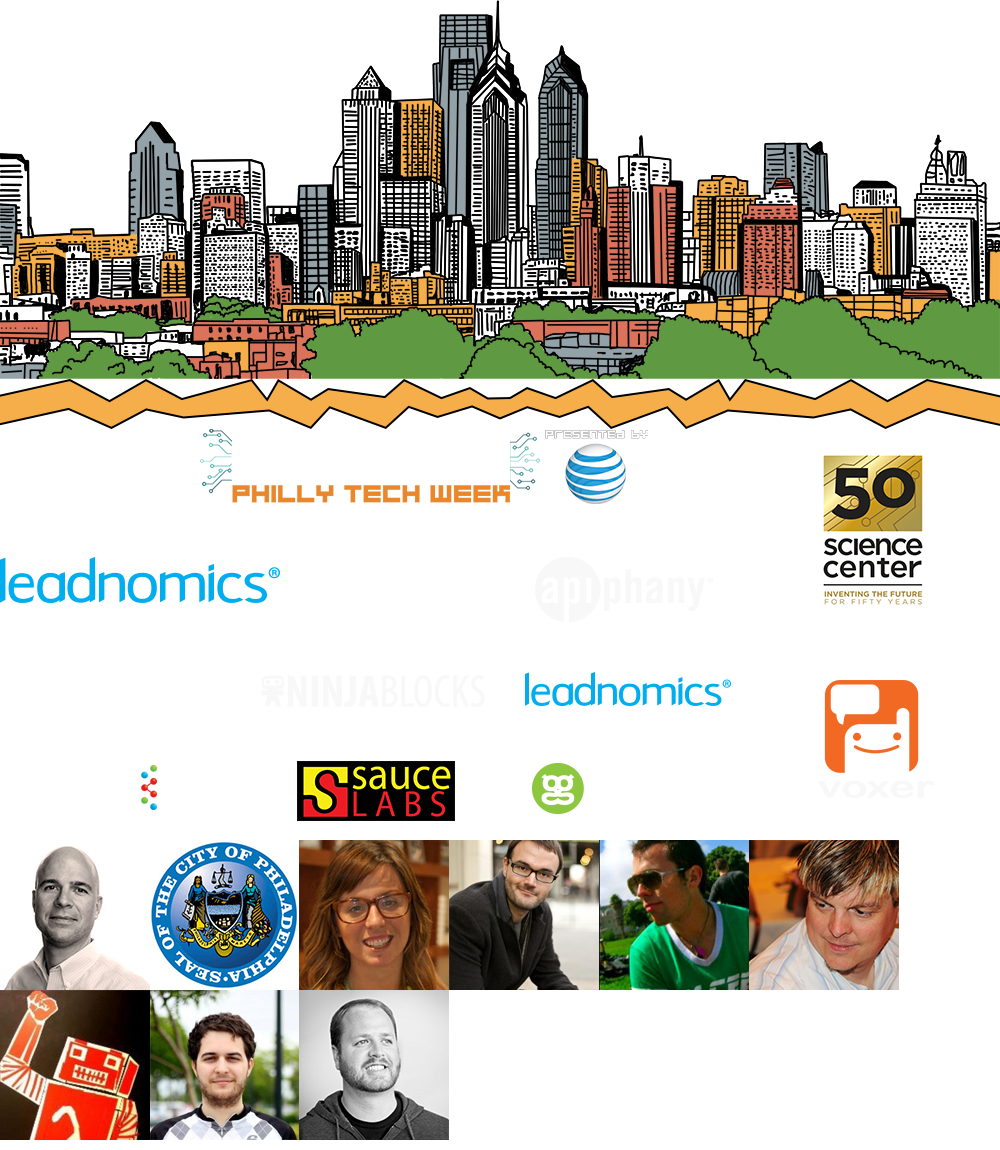 PRESENTED BY
PHILLY TECH WEEK
50
science
center
INVENTING THE FUTURE
FOR FIFTY YEARS
leadnomics®
apiphany
NINJABLOCKS
leadnomics®
voxer
sauce
LABS
SEAL OF THE CITY OF PHILADELPHIA